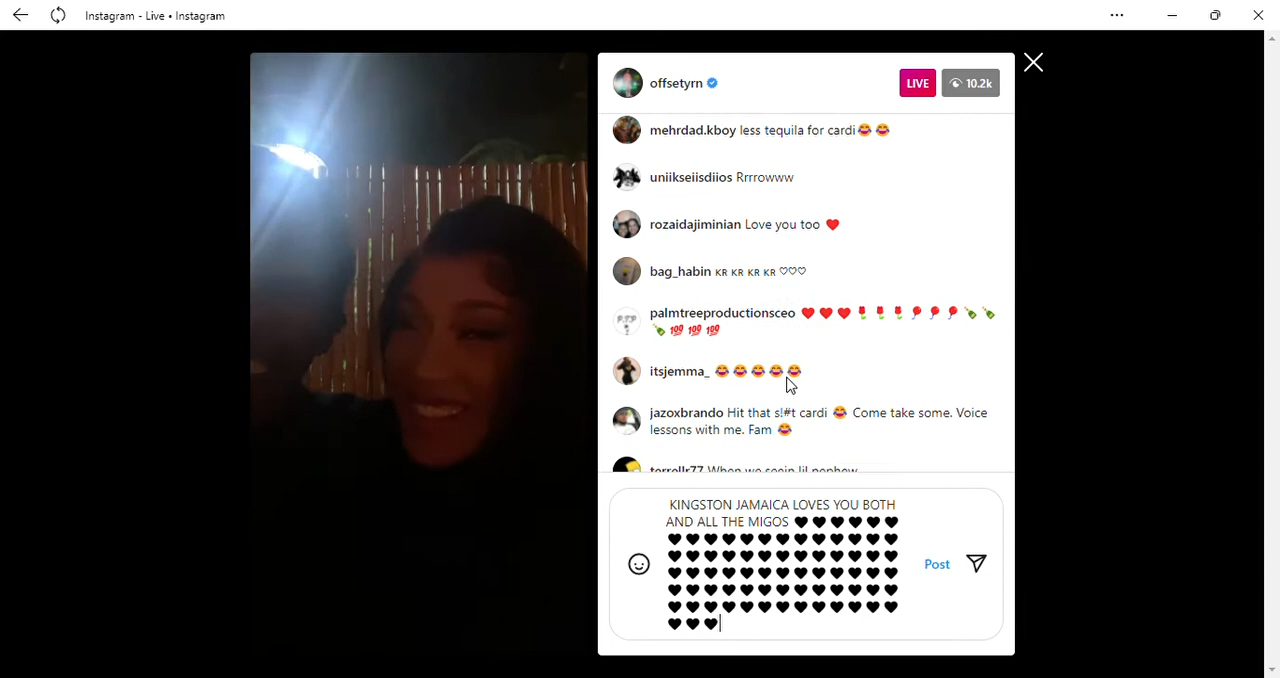 Instagram - Live • Instagram
offsetyrn
LIVE
10.2k
mehrdad.kboy less tequila for cardi😂 😂
uniikseiisdiios Rrrrowww
rozaidajiminian Love you too ❤️
bag_habin KR KR KR KR ♡♡♡
palmtreeproductionsceo ❤️ ❤️ ❤️ 🌷 🌷 🌷 🎈 🎈 🎈 🍾 🍾
🍾 💯 💯 💯
itsjemma_ 😂 😂 😂 😂 😂
jazoxbrando Hit that s!#t cardi 😂 Come take some. Voice
lessons with me. Fam 😂
terrellr77 When we seein lil nephew
KINGSTON JAMAICA LOVES YOU BOTH
AND ALL THE MIGOS 🖤 🖤 🖤 🖤 🖤 🖤
🖤 🖤 🖤 🖤 🖤 🖤 🖤 🖤 🖤 🖤 🖤 🖤 🖤
🖤 🖤 🖤 🖤 🖤 🖤 🖤 🖤 🖤 🖤 🖤 🖤 🖤
🖤 🖤 🖤 🖤 🖤 🖤 🖤 🖤 🖤 🖤 🖤 🖤 🖤
🖤 🖤 🖤 🖤 🖤 🖤 🖤 🖤 🖤 🖤 🖤 🖤 🖤
🖤 🖤 🖤 🖤 🖤 🖤 🖤 🖤 🖤 🖤 🖤 🖤 🖤
🖤 🖤 🖤
Post